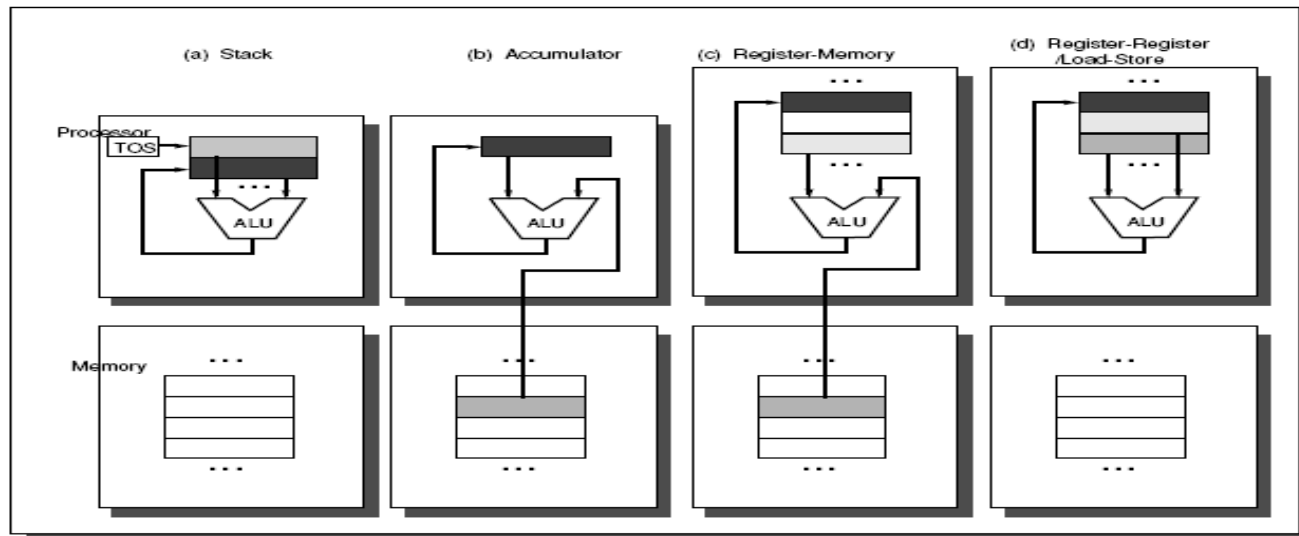 (a) Stack
(b) Accumulator
(c) Register-Memory
(d) Register-Register
/Load-Store
Processor
TOS
...
ALU
ALU
...
...
ALU
...
...
ALU
Memory
...
...
...
...
...
...
...
...